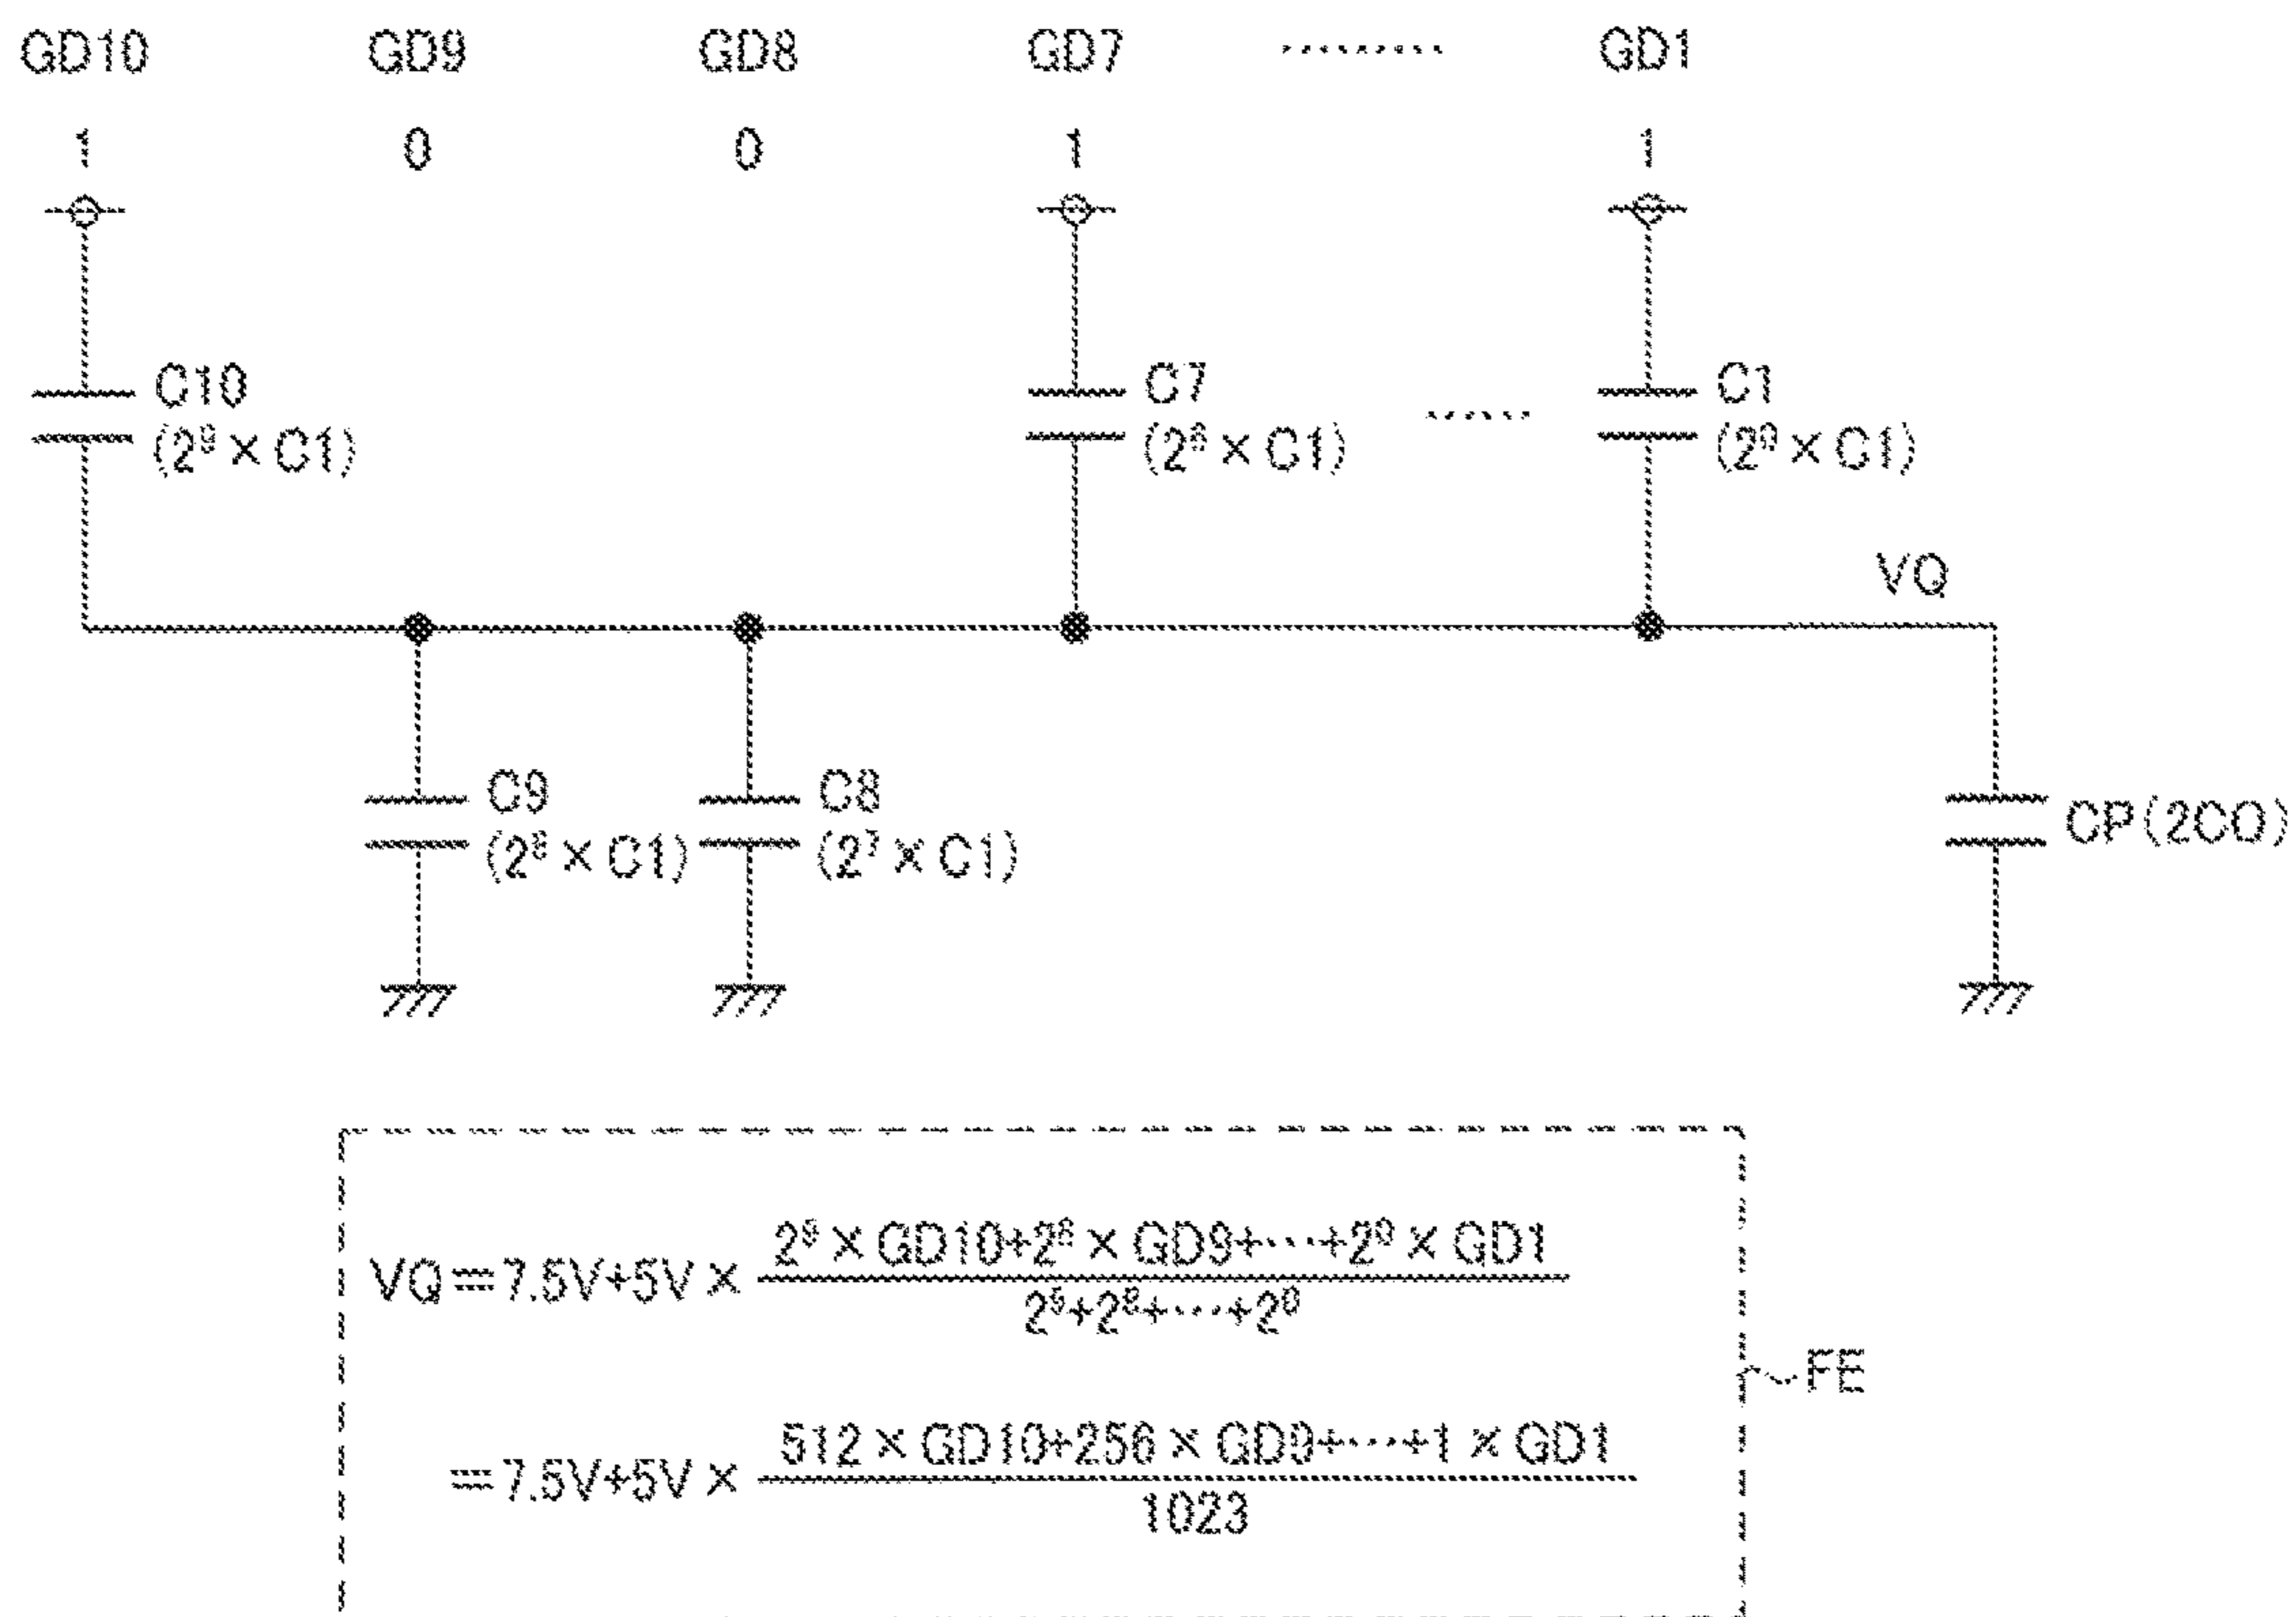 GD10 GD9 GD8 GD7 ········ GD1
1 0 0 1 1
C10
(2⁹×C1)
C7
(2⁶×C1)
·····
C1
(2⁰×C1)
VQ
C9
(2⁸×C1)
C8
(2⁷×C1)
CP(2CO)
VQ=7.5V+5V× 2⁹×GD10+2⁸×GD9+···+2⁰×GD1
2⁹+2⁸+···+2⁰
FE
=7.5V+5V× 512×GD10+256×GD9+···+1×GD1
1023